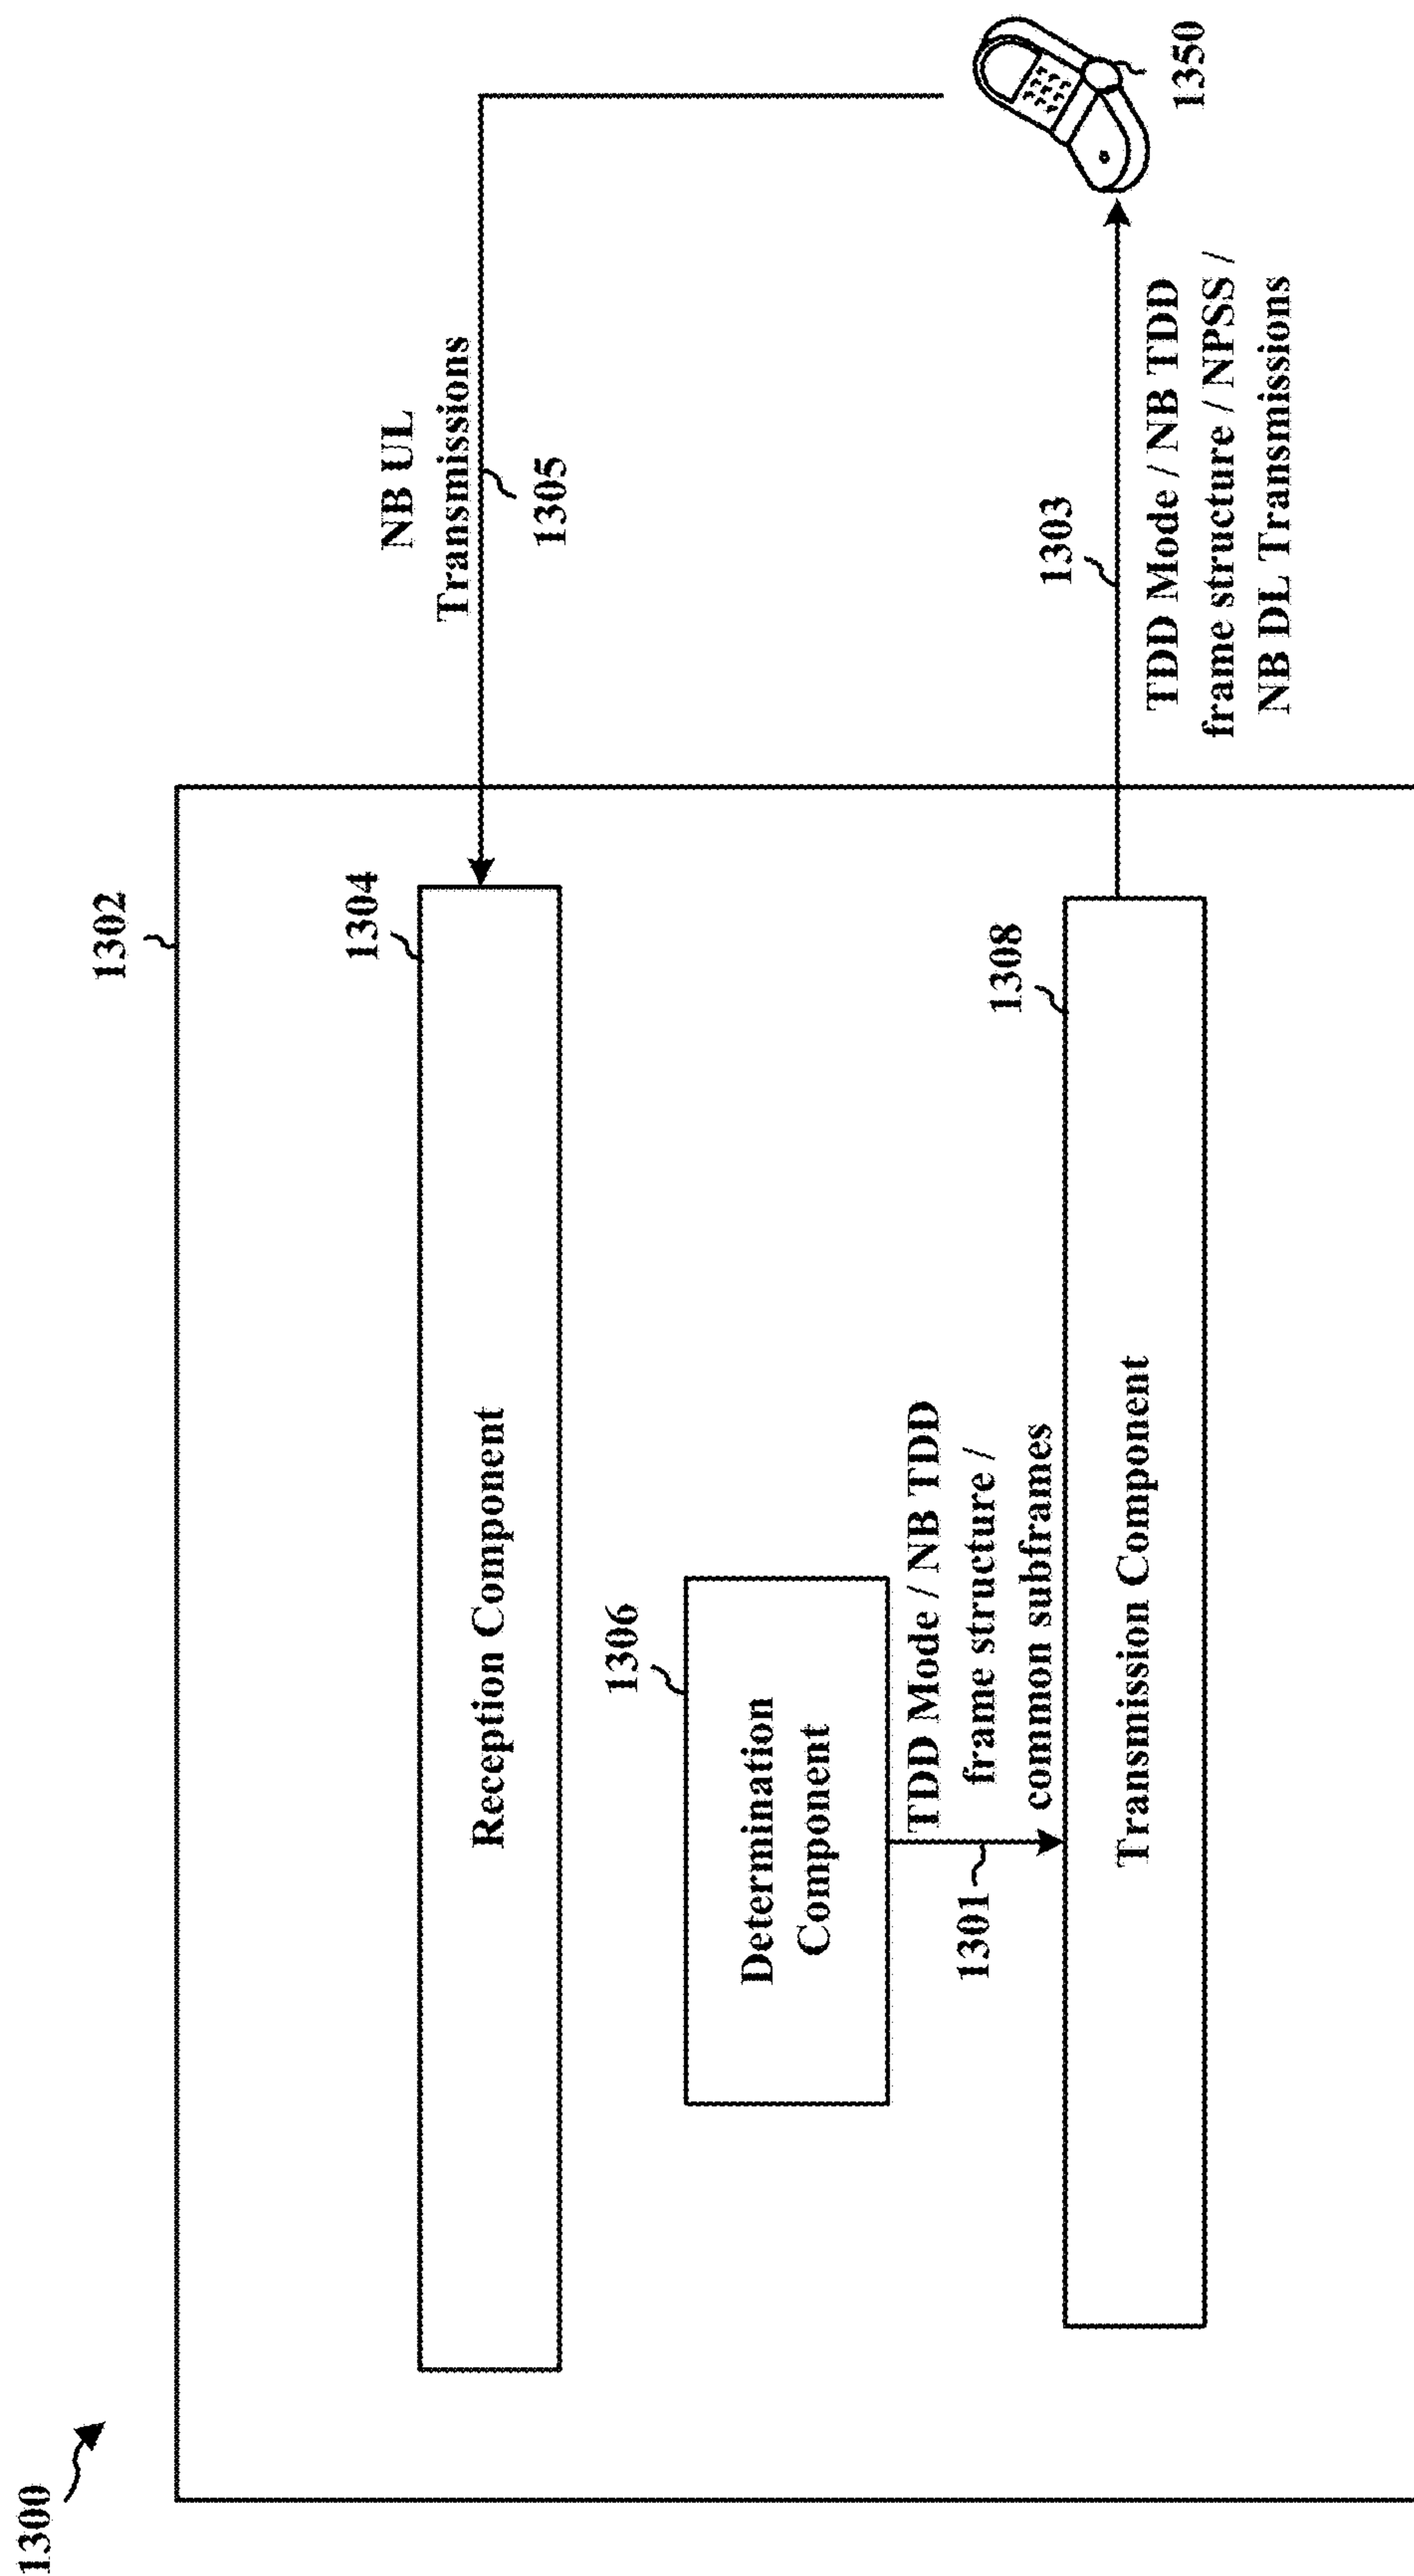 1300
1302
1304
Reception Component
NB UL
Transmissions
1305
1306
Determination
Component
1301
TDD Mode / NB TDD
frame structure /
common subframes
1308
Transmission Component
1303
TDD Mode / NB TDD
frame structure / NPSS /
NB DL Transmissions
1350